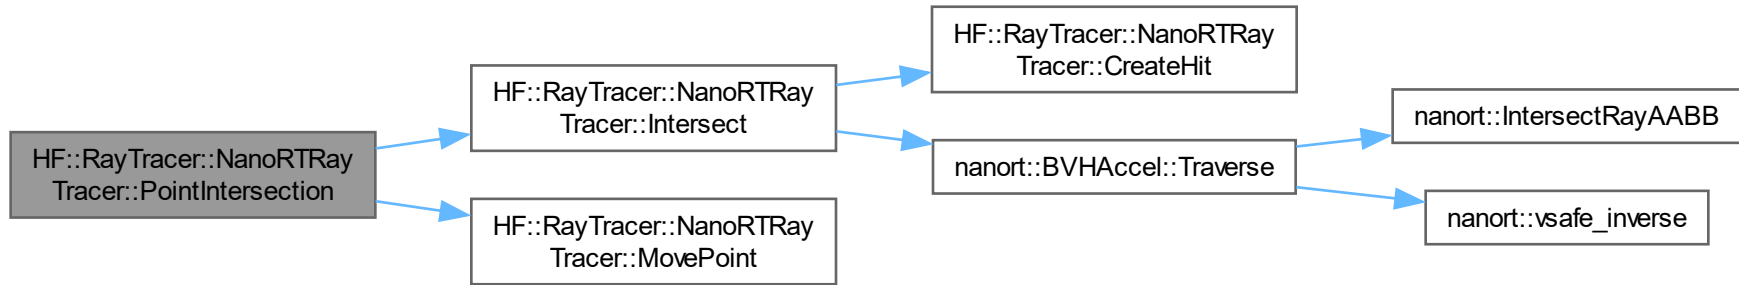 HF::RayTracer::NanoRTRay
Tracer::PointIntersection
HF::RayTracer::NanoRTRay
Tracer::Intersect
HF::RayTracer::NanoRTRay
Tracer::MovePoint
HF::RayTracer::NanoRTRay
Tracer::CreateHit
nanort::BVHAccel::Traverse
nanort::IntersectRayAABB
nanort::vsafe_inverse